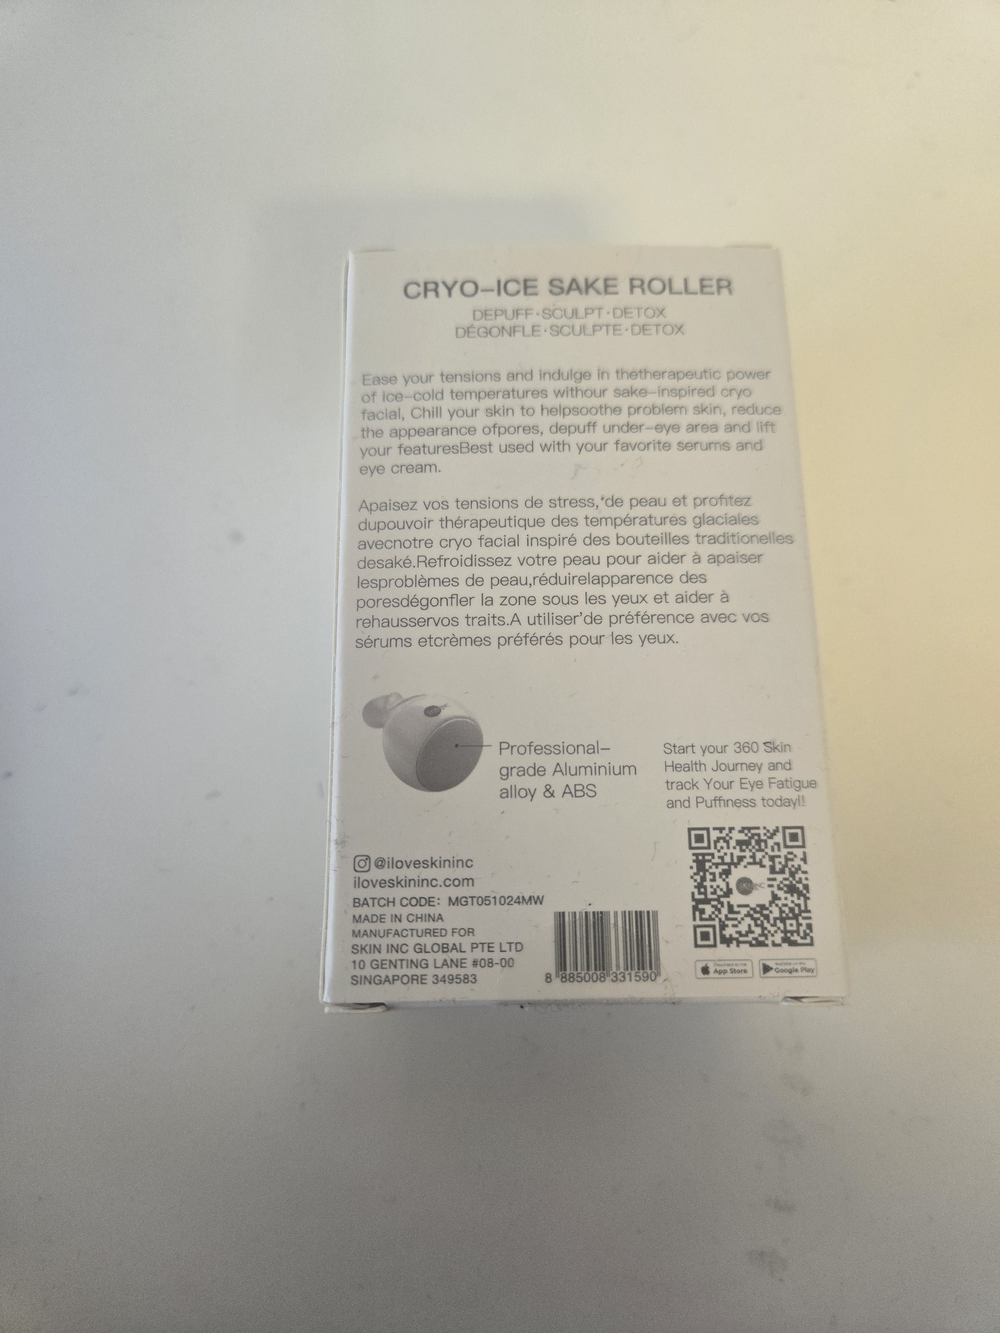 CRYO-ICE SAKE ROLLER
DEPUFF·SCULPT·DETOX
DÉGONFLE·SCULPTE·DETOX
Ease your tensions and indulge in thetherapeutic power
of ice-cold temperatures withour sake-inspired cryo
facial, Chill your skin to helpsoothe problem skin, reduce
the appearance ofpores, depuff under-eye area and lift
your featuresBest used with your favorite serums and
eye cream.
Apaisez vos tensions de stress,'de peau et profitez
dupouvoir thérapeutique des températures glaciales
avecnotre cryo facial inspiré des bouteilles traditionelles
desaké.Refroidissez votre peau pour aider à apaiser
lesproblèmes de peau,réduirelapparence des
poresdégonfler la zone sous les yeux et aider à
rehausservos traits.A utiliser'de préférence avec vos
sérums etcrèmes préférés pour les yeux.
Professional-
grade Aluminium
alloy & ABS
Start your 360 Skin
Health Journey and
track Your Eye Fatigue
and Puffiness today!!
@iloveskininc
iloveskininc.com
BATCH CODE: MGT051024MW
MADE IN CHINA
MANUFACTURED FOR
SKIN INC GLOBAL PTE LTD
10 GENTING LANE #08-00
SINGAPORE 349583
8 885008 331590
App Store
Google Play